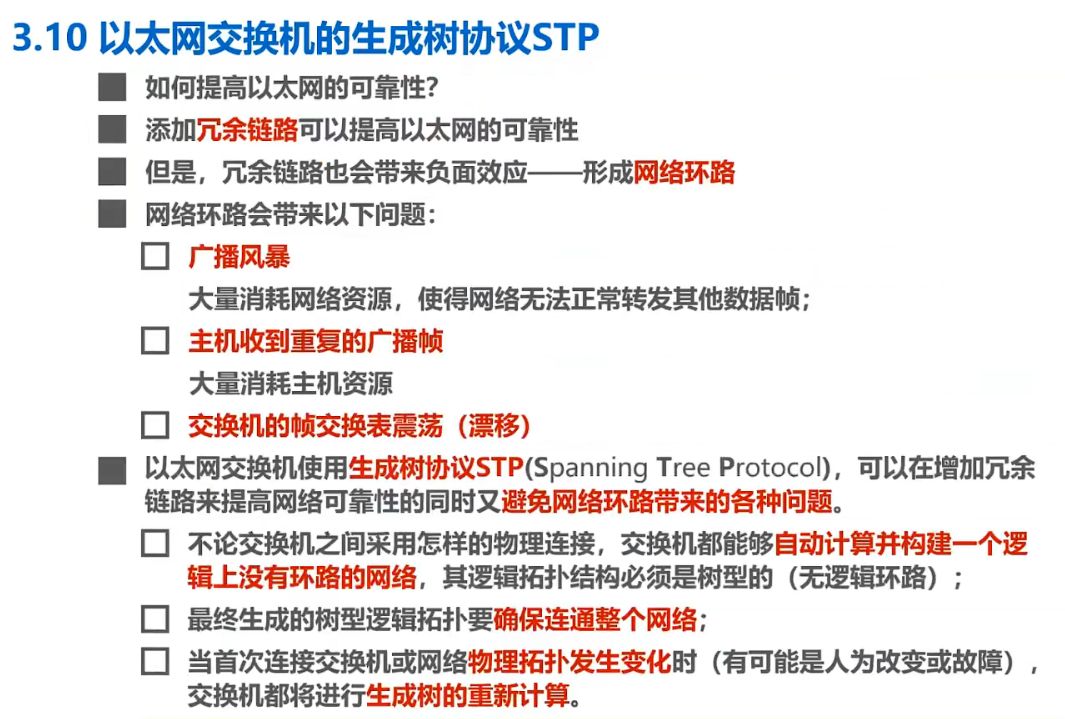 3.10 以太网交换机的生成树协议STP
如何提高以太网的可靠性？
添加冗余链路可以提高以太网的可靠性
但是，冗余链路也会带来负面效应——形成网络环路
网络环路会带来以下问题：
广播风暴
大量消耗网络资源，使得网络无法正常转发其他数据帧；
主机收到重复的广播帧
大量消耗主机资源
交换机的帧交换表震荡（漂移）
以太网交换机使用生成树协议STP(Spanning Tree Protocol)，可以在增加冗余
链路来提高网络可靠性的同时又避免网络环路带来的各种问题。
不论交换机之间采用怎样的物理连接，交换机都能够自动计算并构建一个逻
辑上没有环路的网络，其逻辑拓扑结构必须是树型的（无逻辑环路）；
最终生成的树型逻辑拓扑要确保连通整个网络；
当首次连接交换机或网络物理拓扑发生变化时（有可能是人为改变或故障），
交换机都将进行生成树的重新计算。